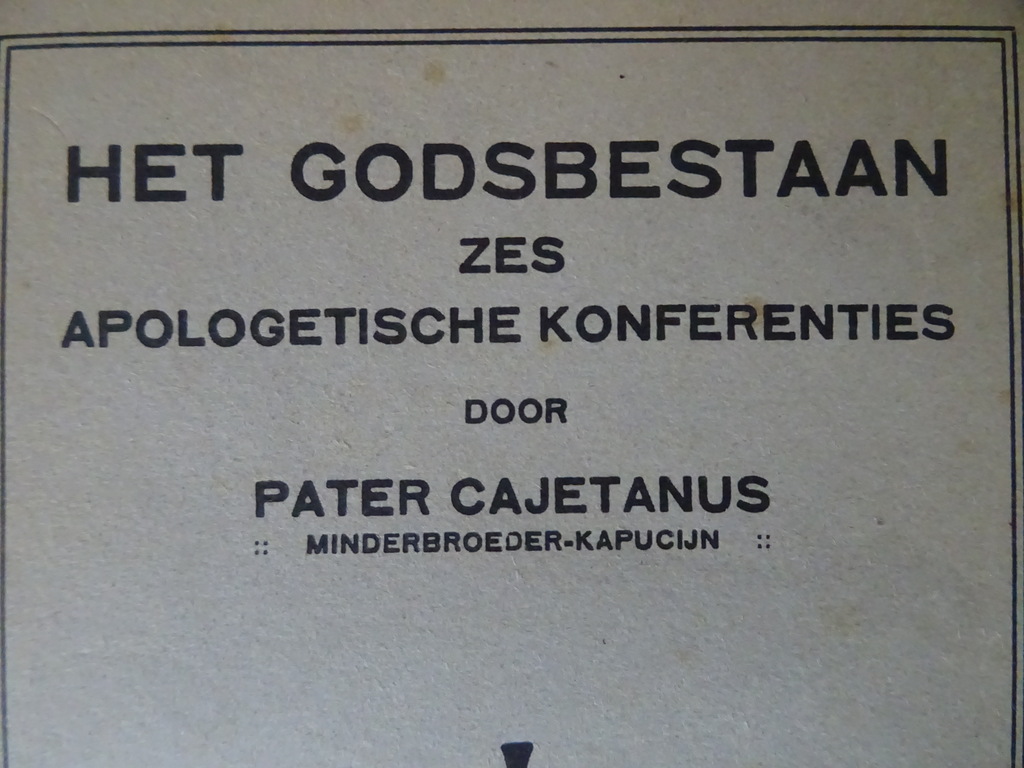 HET GODSBESTAAN
ZES
APOLOGETISCHE KONFERENTIES
DOOR
PATER CAJETANUS
:: MINDERBROEDER-KAPUCIJN ::